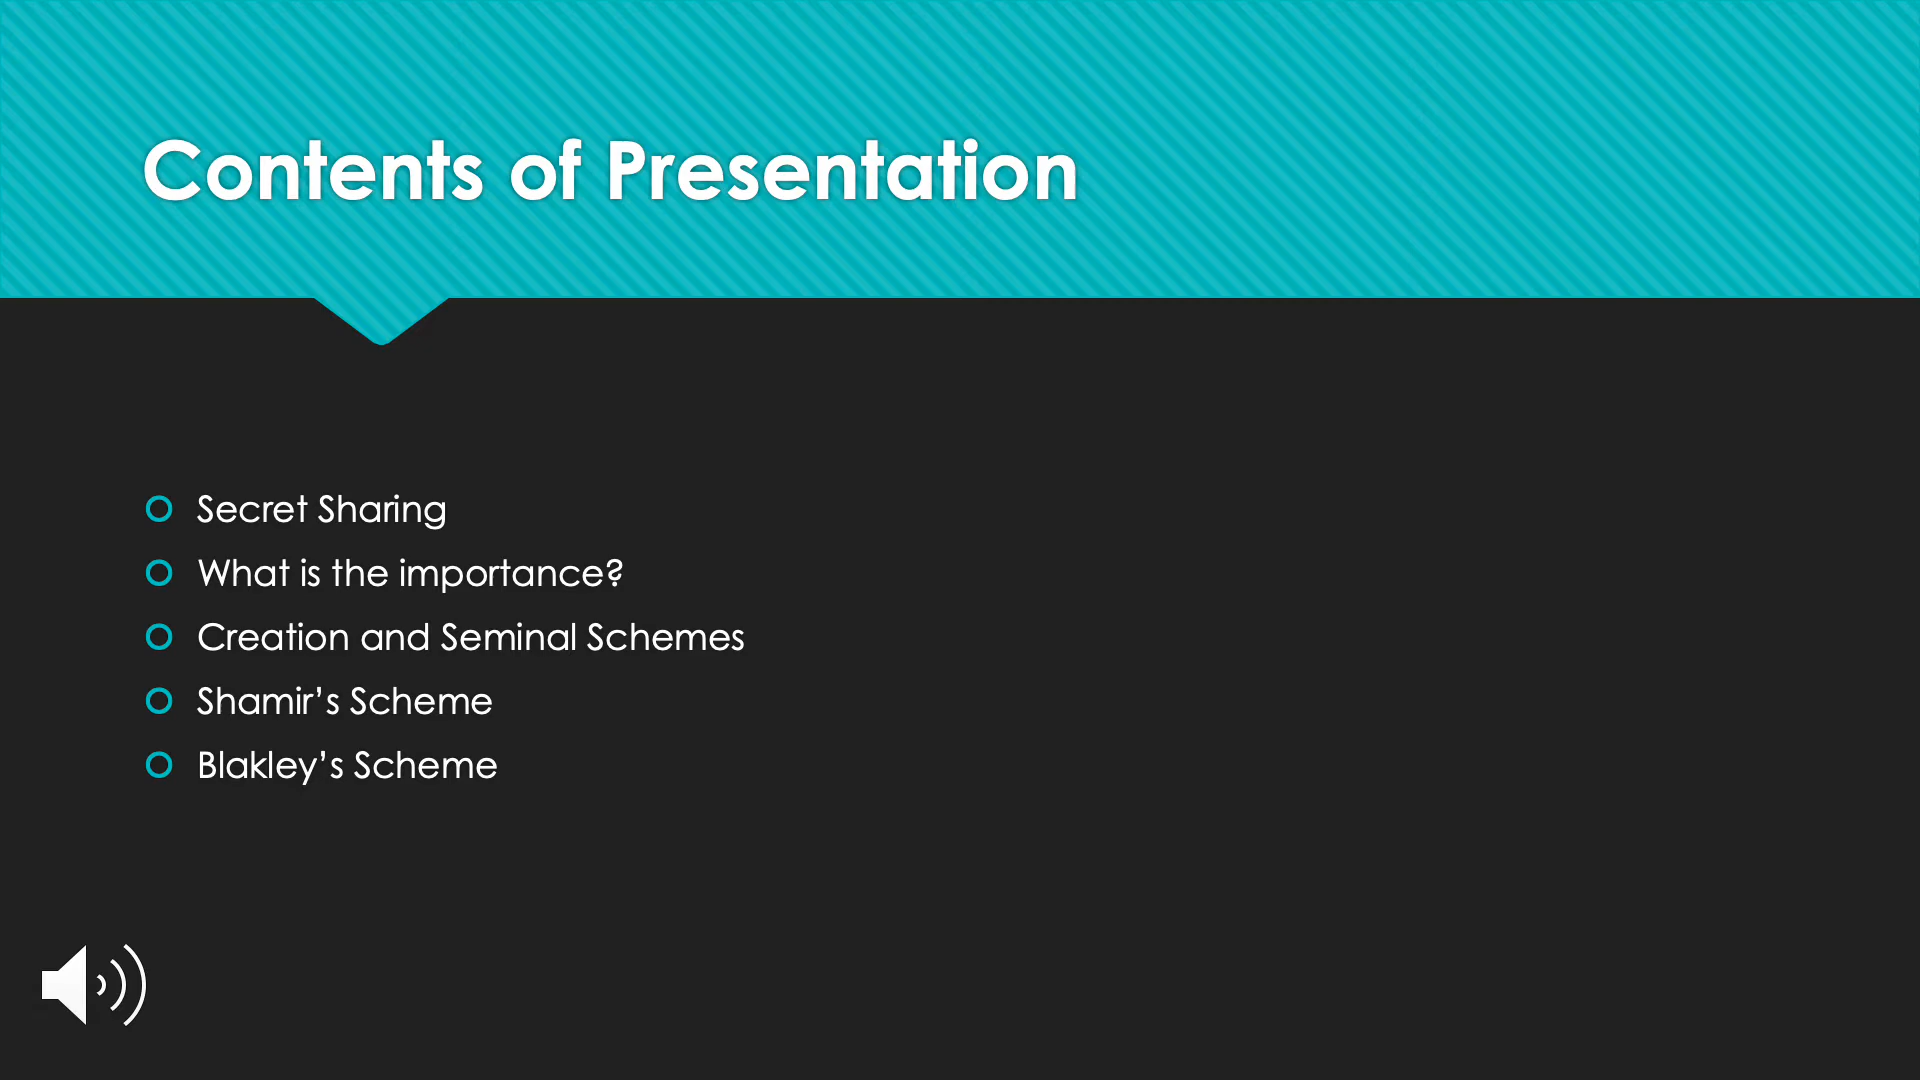 Contents of Presentation
Secret Sharing
What is the importance?
Creation and Seminal Schemes
Shamir’s Scheme
Blakley’s Scheme